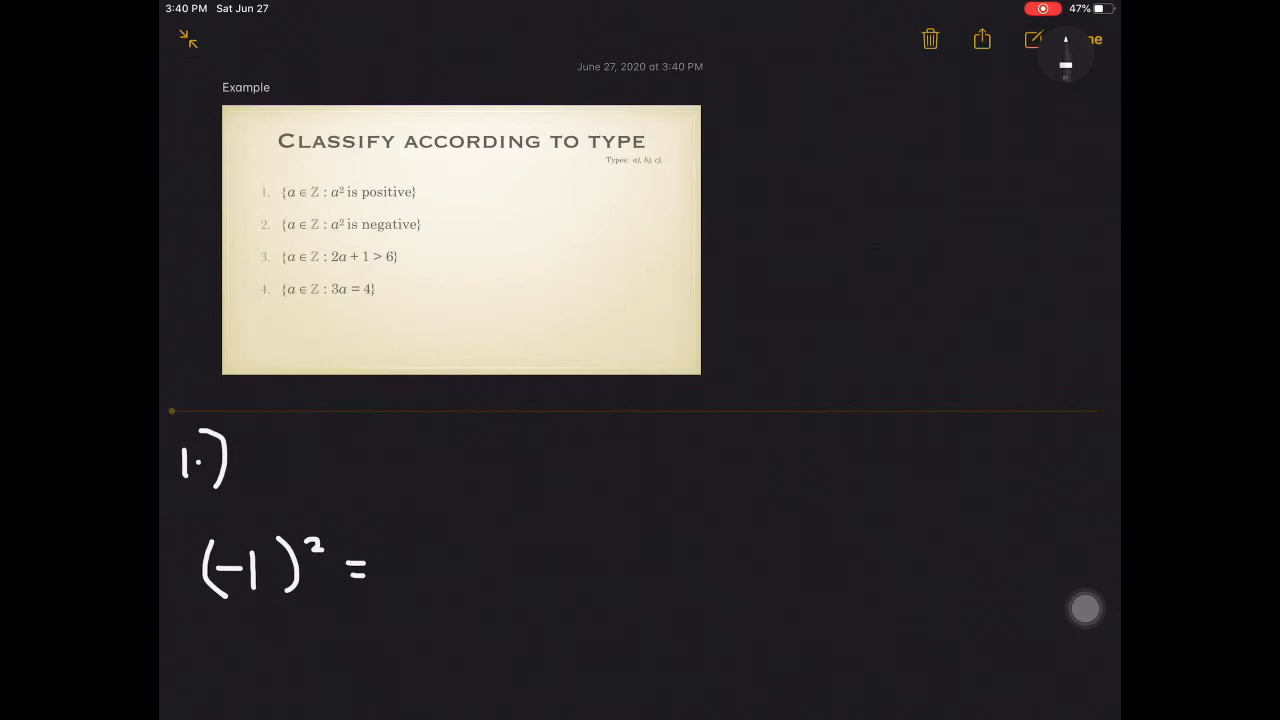 3:40 PM Sat Jun 27
47%
June 27, 2020 at 3:40 PM
Example
CLASSIFY ACCORDING TO TYPE
Types: a), b), c).
1. {a ∈ ℤ : a² is positive}
2. {a ∈ ℤ : a² is negative}
3. {a ∈ ℤ : 2a + 1 > 6}
4. {a ∈ ℤ : 3a = 4}
1.)
(-1)² =